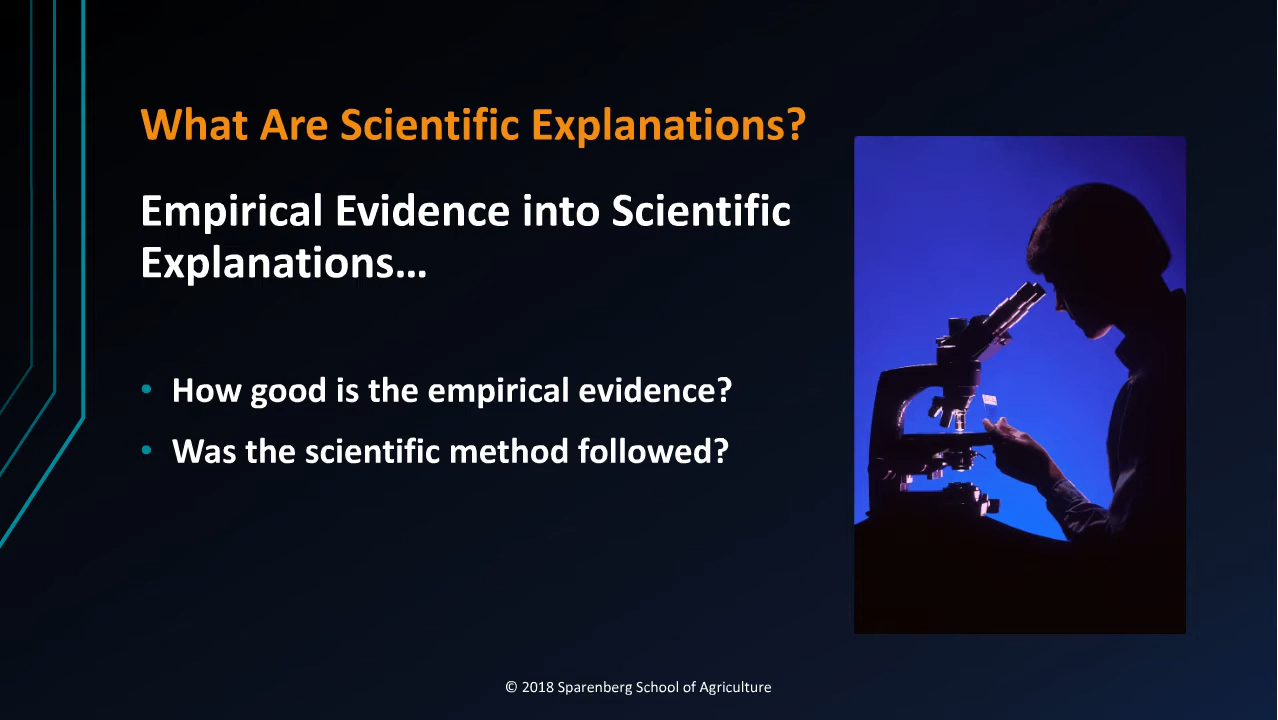 What Are Scientific Explanations?
Empirical Evidence into Scientific
Explanations…
• How good is the empirical evidence?
• Was the scientific method followed?
© 2018 Sparenberg School of Agriculture